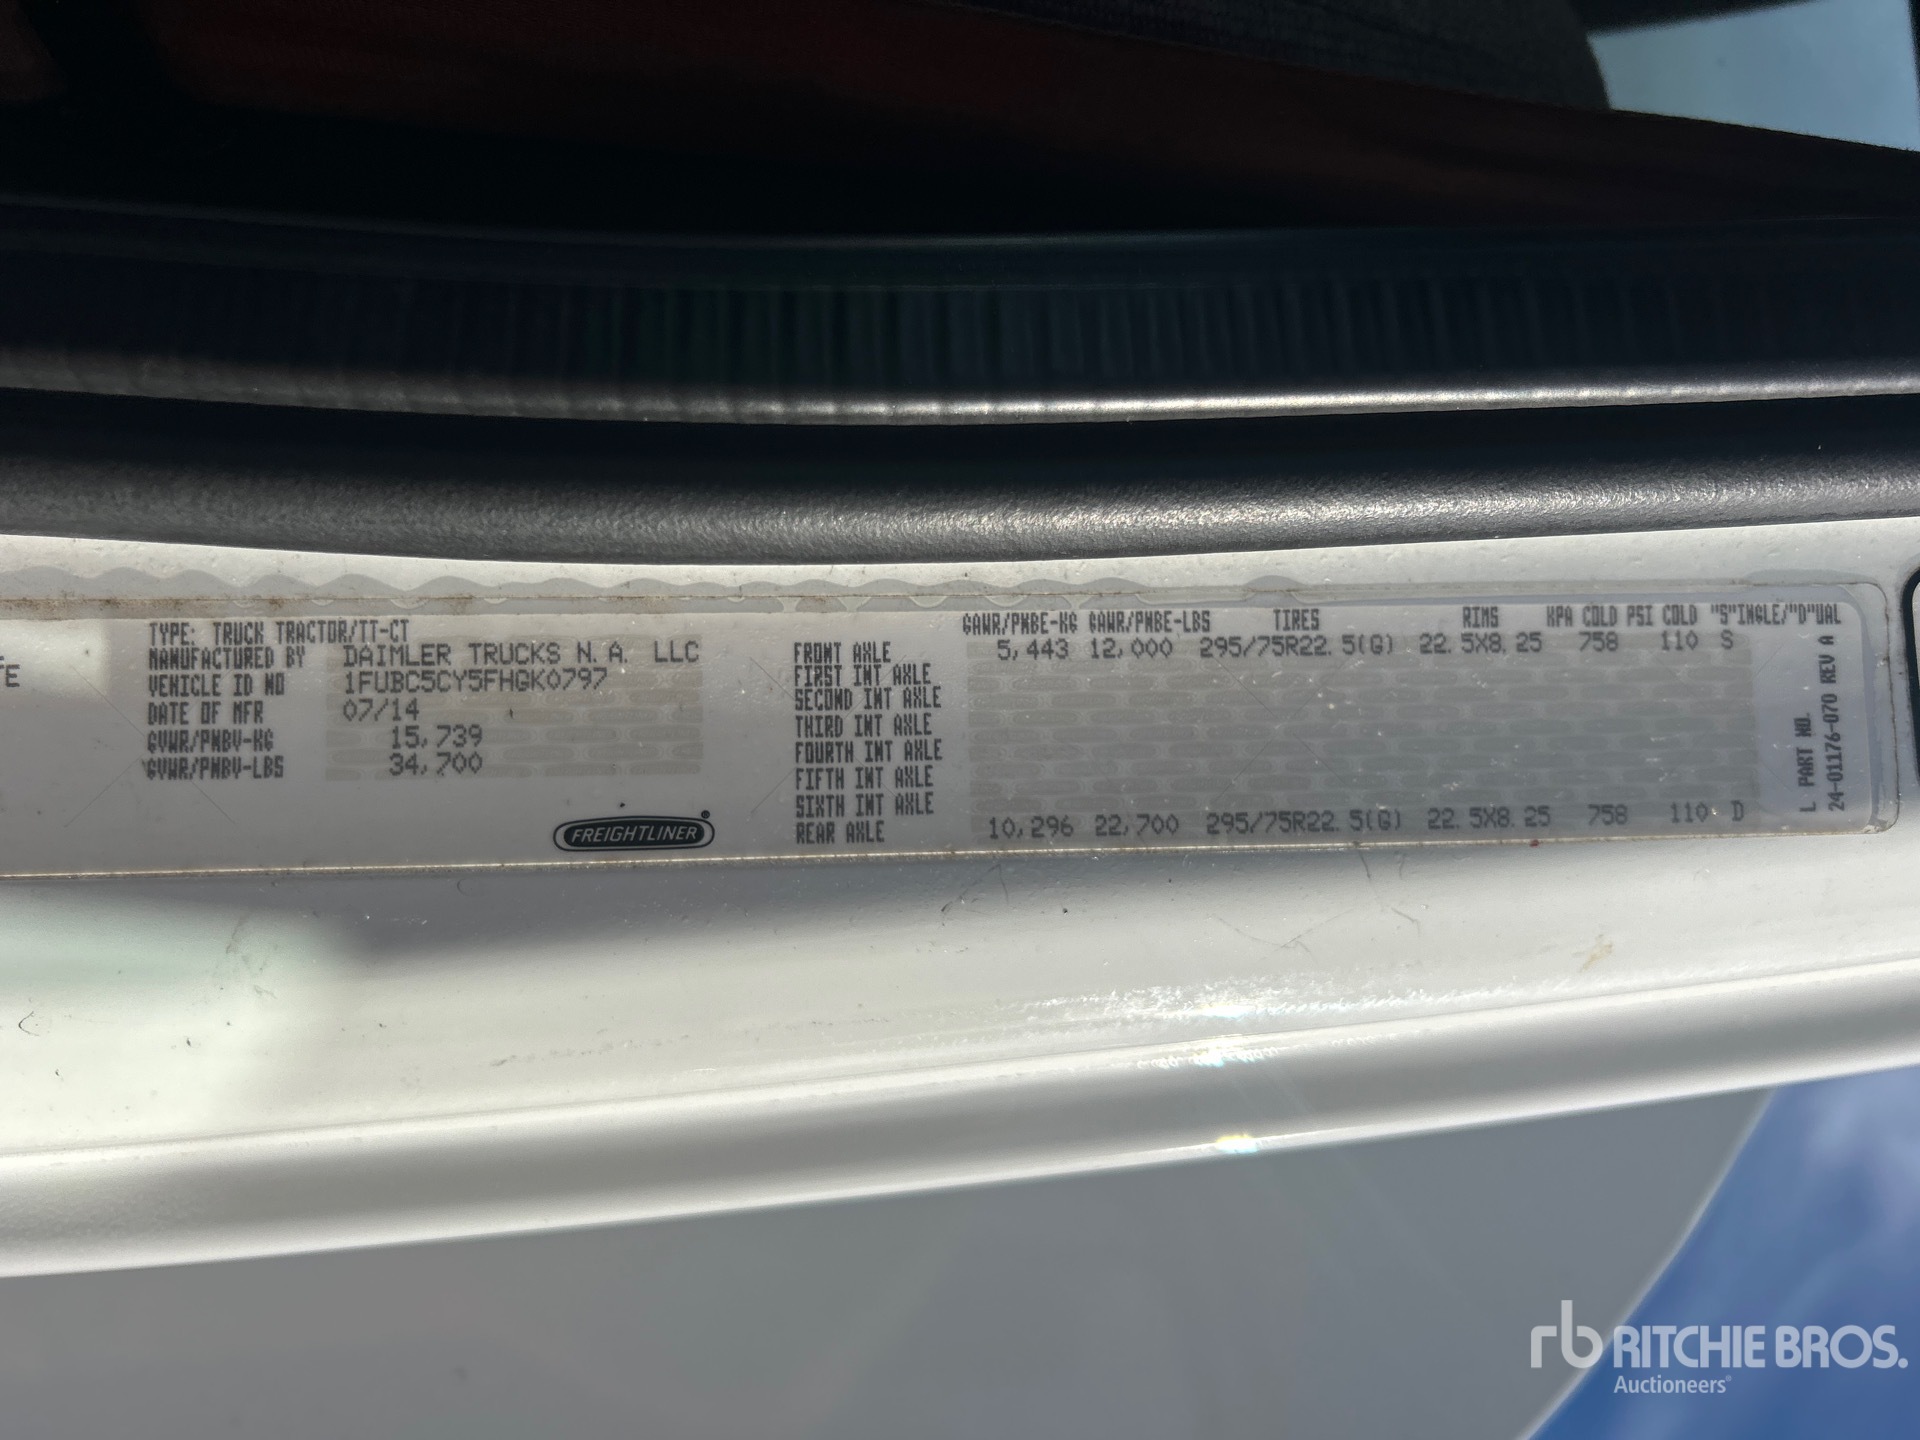 TE
TYPE: TRUCK TRACTOR/TT-CT
MANUFACTURED BY DAIMLER TRUCKS N.A. LLC
VEHICLE ID NO 1FUBC5CY5FHGK0797
DATE OF MFR 07/14
GVWR/PNBV-KG 15,739
GVWR/PNBV-LBS 34,700
FREIGHTLINER®
GAWR/PNBE-KG GAWR/PNBE-LBS TIRES RIMS KPA COLD PSI COLD "S"INGLE/"D"UAL
FRONT AXLE 5,443 12,000 295/75R22.5(G) 22.5X8.25 758 110 S
FIRST INT AXLE
SECOND INT AXLE
THIRD INT AXLE
FOURTH INT AXLE
FIFTH INT AXLE
SIXTH INT AXLE
REAR AXLE 10,296 22,700 295/75R22.5(G) 22.5X8.25 758 110 D
L PART NO.
24-01176-070 REV A
rb RITCHIE BROS.
Auctioneers®